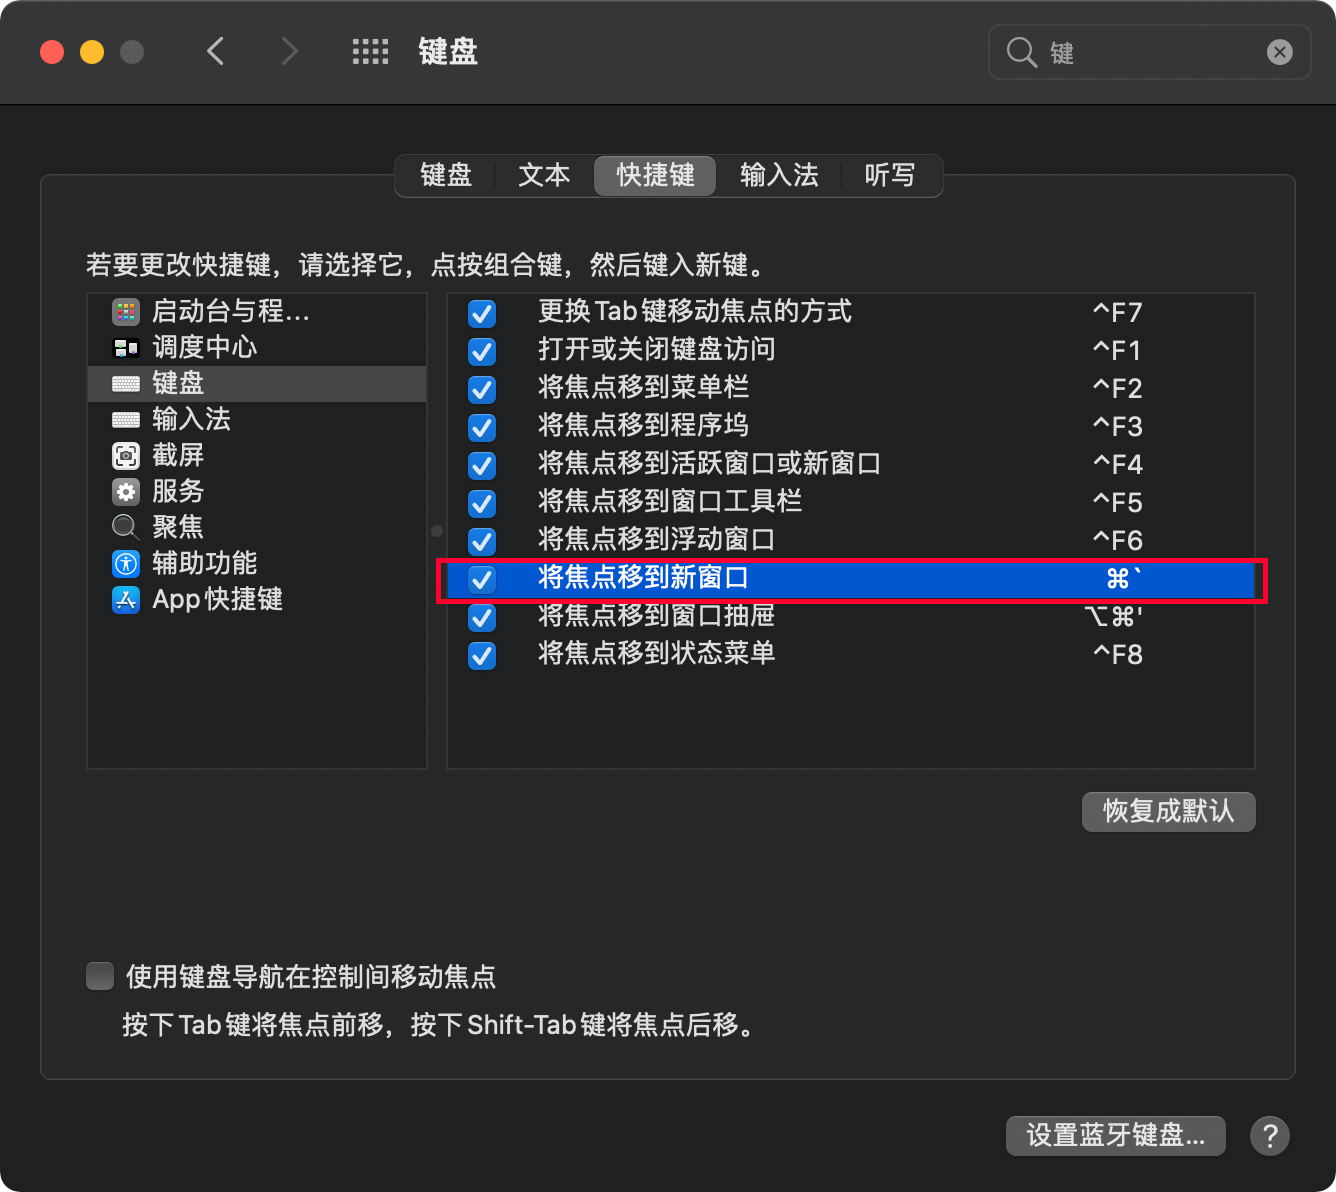 键盘
键
键盘 文本 快捷键 输入法 听写
若要更改快捷键，请选择它，点按组合键，然后键入新键。
启动台与程...
调度中心
键盘
输入法
截屏
服务
聚焦
辅助功能
App 快捷键
更换 Tab 键移动焦点的方式 ^F7
打开或关闭键盘访问 ^F1
将焦点移到菜单栏 ^F2
将焦点移到程序坞 ^F3
将焦点移到活跃窗口或新窗口 ^F4
将焦点移到窗口工具栏 ^F5
将焦点移到浮动窗口 ^F6
将焦点移到新窗口 ⌘`
将焦点移到窗口抽屉 ⌥⌘'
将焦点移到状态菜单 ^F8
恢复成默认
使用键盘导航在控制间移动焦点
按下 Tab 键将焦点前移，按下 Shift-Tab 键将焦点后移。
设置蓝牙键盘... ?